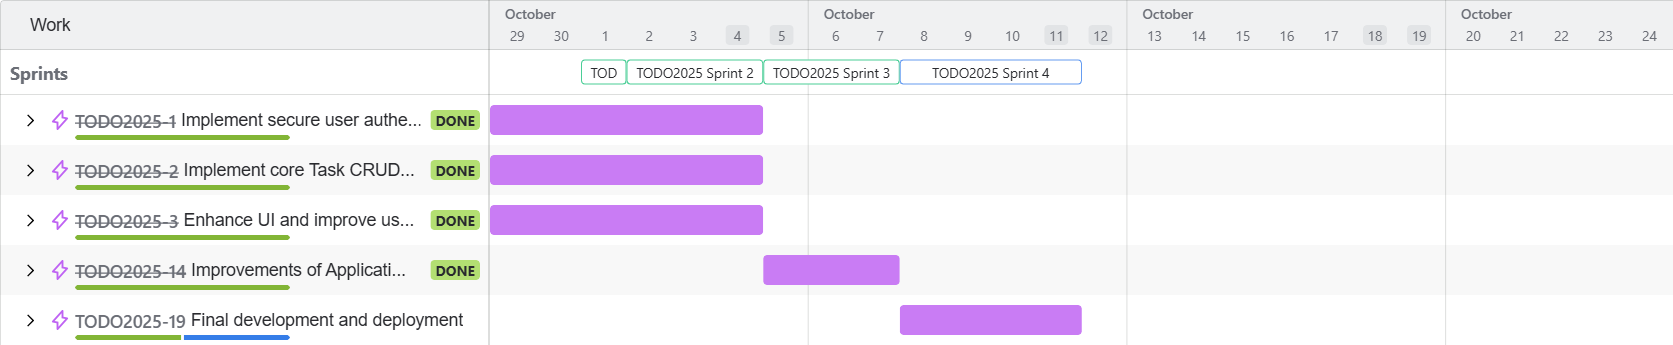 Work
October October October October
29 30 1 2 3 4 5 6 7 8 9 10 11 12 13 14 15 16 17 18 19 20 21 22 23 24
Sprints TOD TODO2025 Sprint 2 TODO2025 Sprint 3 TODO2025 Sprint 4
TODO2025-1 Implement secure user authe... DONE
TODO2025-2 Implement core Task CRUD... DONE
TODO2025-3 Enhance UI and improve us... DONE
TODO2025-14 Improvements of Applicati... DONE
TODO2025-19 Final development and deployment